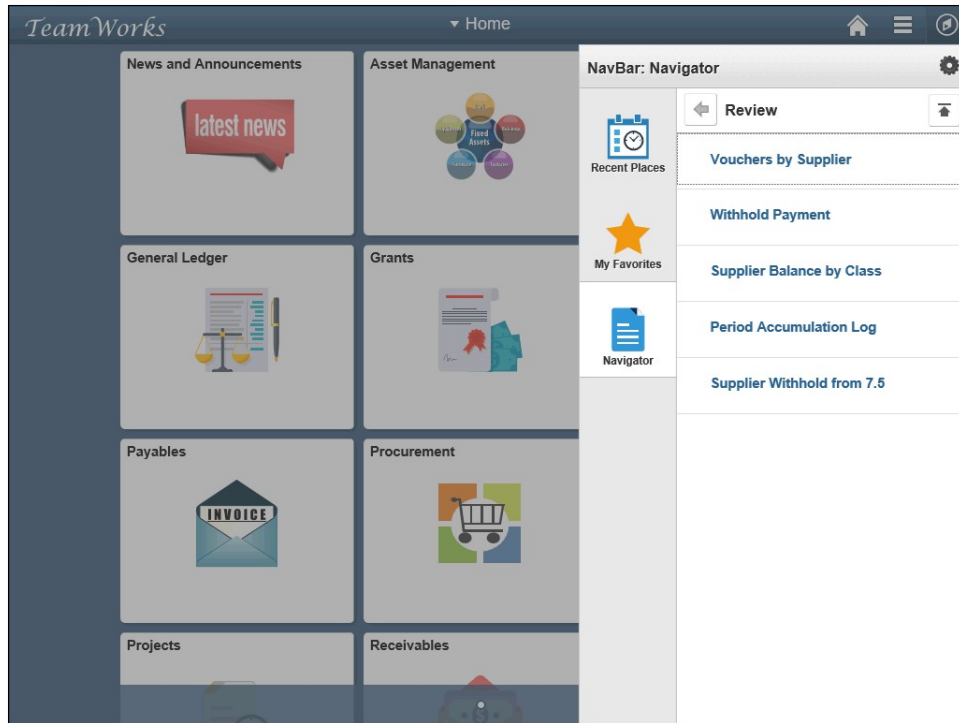 TeamWorks
Home
NavBar: Navigator
News and Announcements
latest news
Asset Management
Fixed
Assets
General Ledger
Grants
Payables
INVOICE
Procurement
Projects
Receivables
$
Recent Places
My Favorites
Navigator
Review
Vouchers by Supplier
Withhold Payment
Supplier Balance by Class
Period Accumulation Log
Supplier Withhold from 7.5